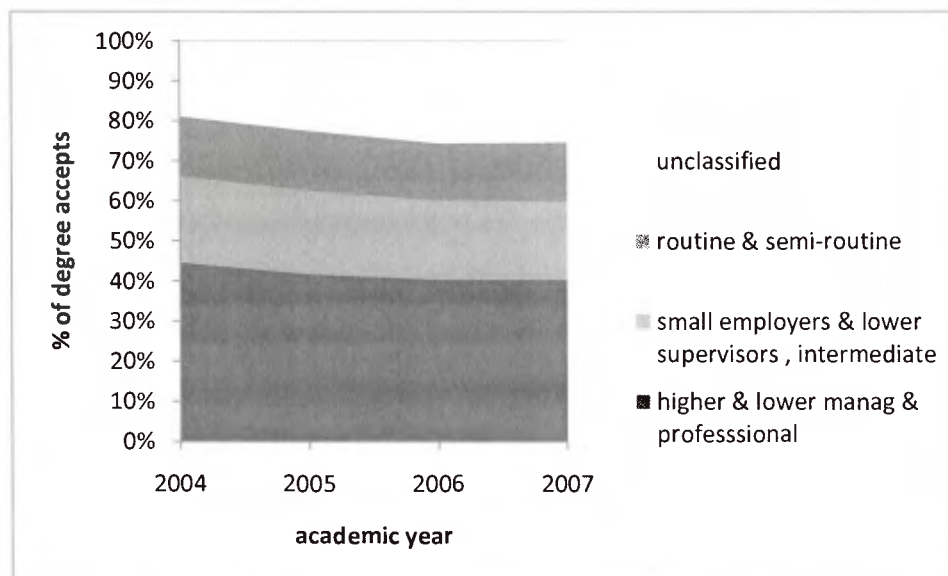 100%
90%
80%
70%
60%
50%
40%
30%
20%
10%
0%
% of degree accepts
2004 2005 2006 2007
academic year
unclassified
routine & semi-routine
small employers & lower
supervisors , intermediate
higher & lower manag &
professsional